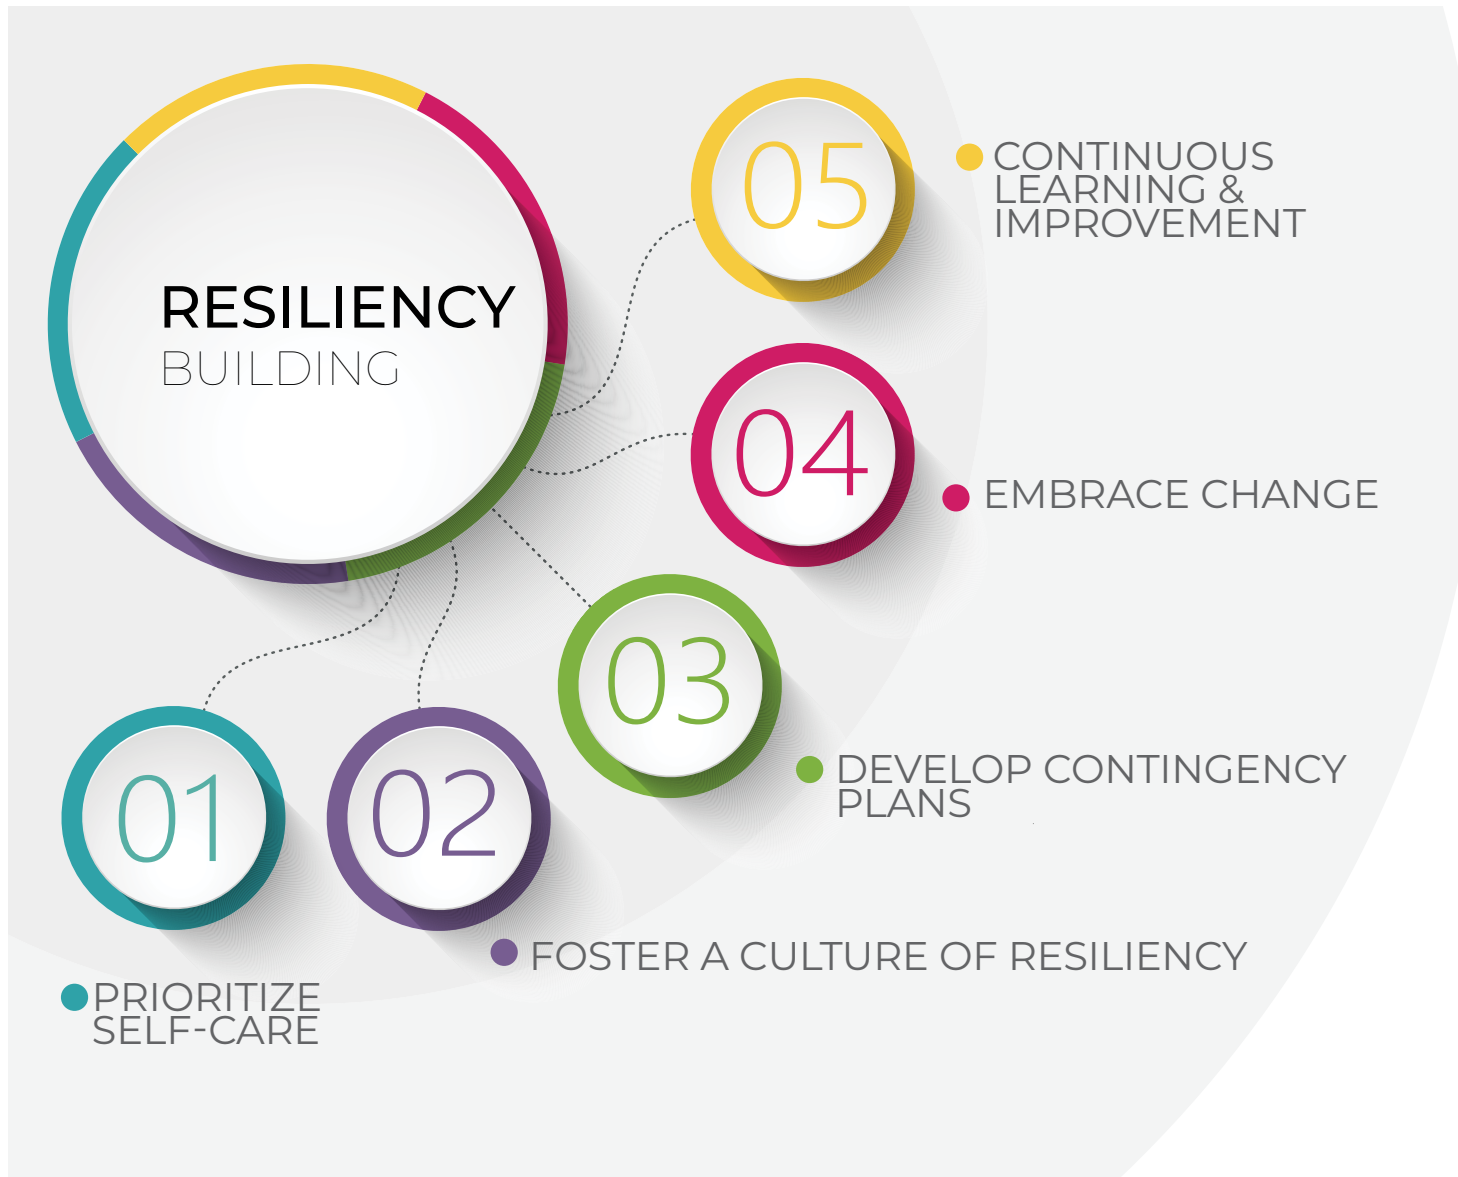 RESILIENCY
BUILDING
01
PRIORITIZE
SELF-CARE
02
FOSTER A CULTURE OF RESILIENCY
03
DEVELOP CONTINGENCY
PLANS
04
EMBRACE CHANGE
05
CONTINUOUS
LEARNING &
IMPROVEMENT